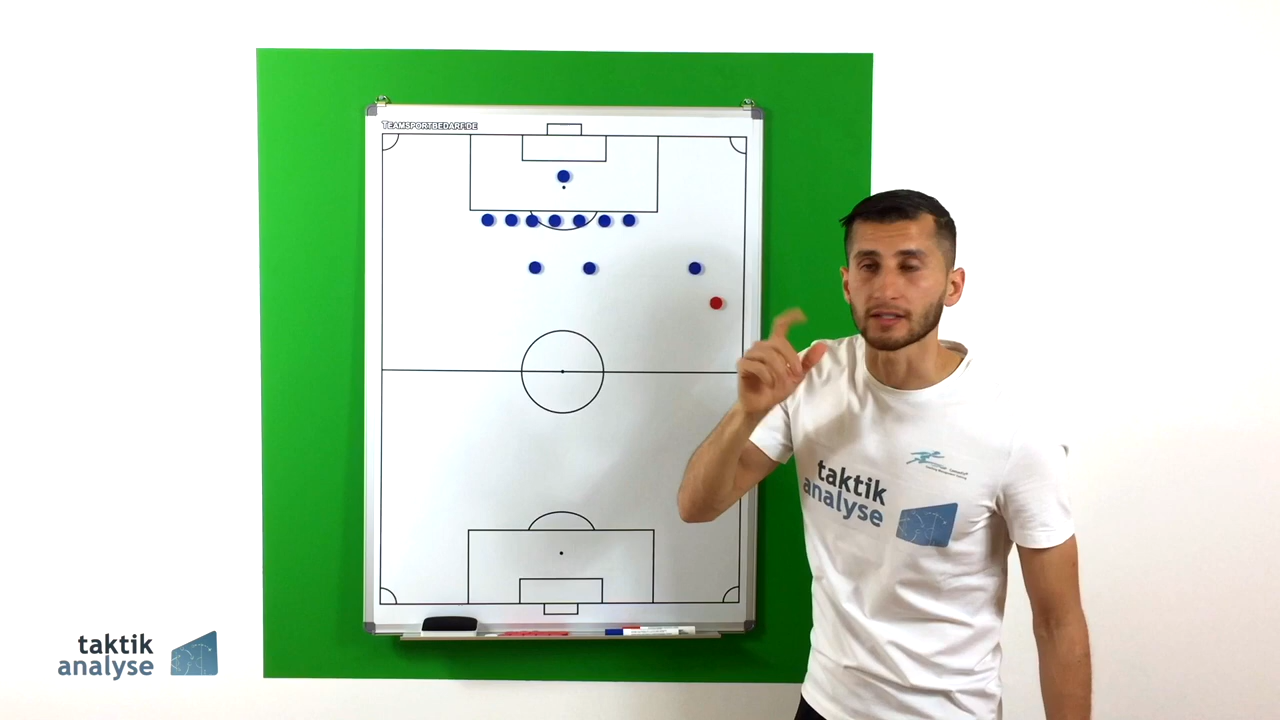 TEAMSPORTBEDARF.DE
taktik
analyse
taktik
analyse